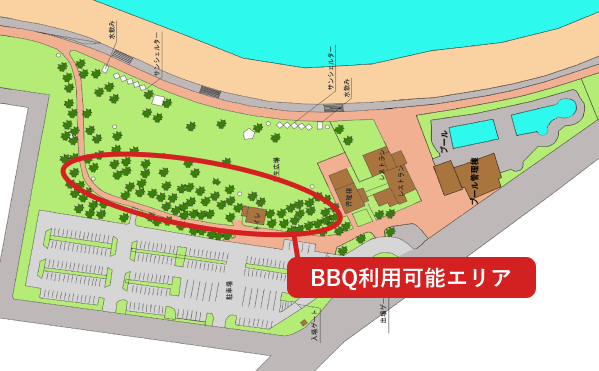 水飲み
サンシェルター
サンシェルター
水飲み
プール
プール管理棟
レストラン
レストラン
管理棟
芝生広場
トイレ
BBQ利用可能エリア
駐車場
入場ゲート
出場ゲ